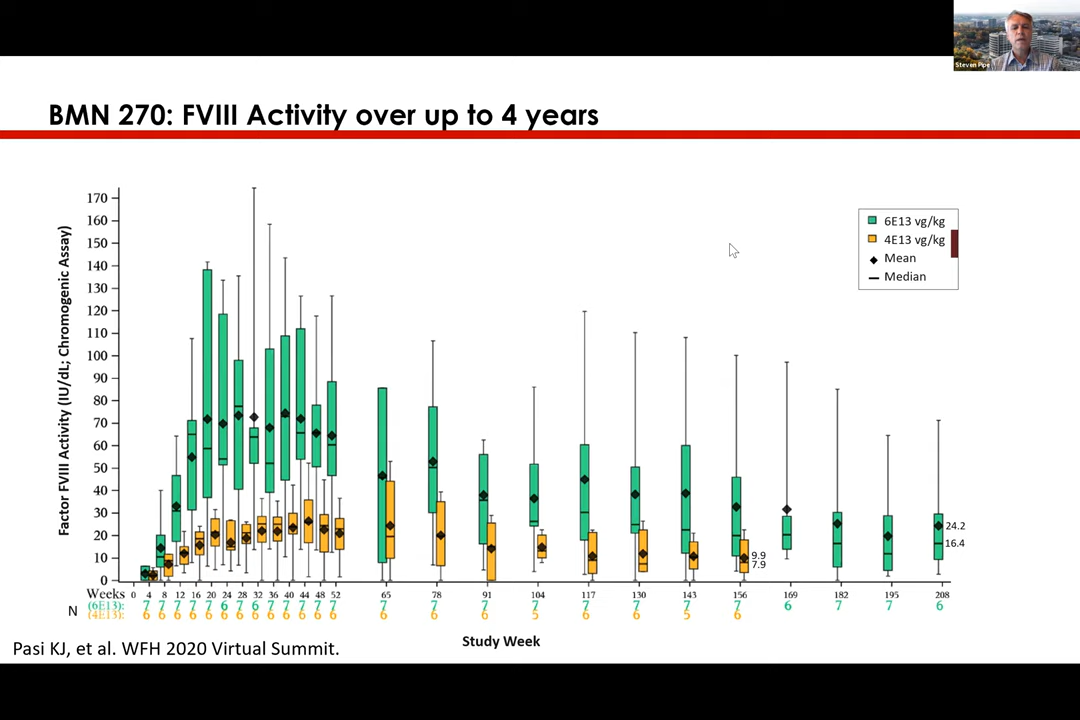 Steven Pipe
BMN 270: FVIII Activity over up to 4 years
Factor FVIII Activity (IU/dL; Chromogenic Assay)
170
160
150
140
130
120
110
100
90
80
70
60
50
40
30
20
10
0
6E13 vg/kg
4E13 vg/kg
Mean
Median
9.9
7.9
24.2
16.4
Weeks 0 4 8 12 16 20 24 28 32 36 40 44 48 52 65 78 91 104 117 130 143 156 169 182 195 208
N
(6E13): 7 7 7 7 7 6 7 6 7 7 7 7 7 7 7 7 7 7 7 7 7 6 7 7 6
(4E13): 6 6 6 6 6 6 6 6 6 6 6 6 6 6 6 6 5 6 6 5 6
Study Week
Pasi KJ, et al. WFH 2020 Virtual Summit.